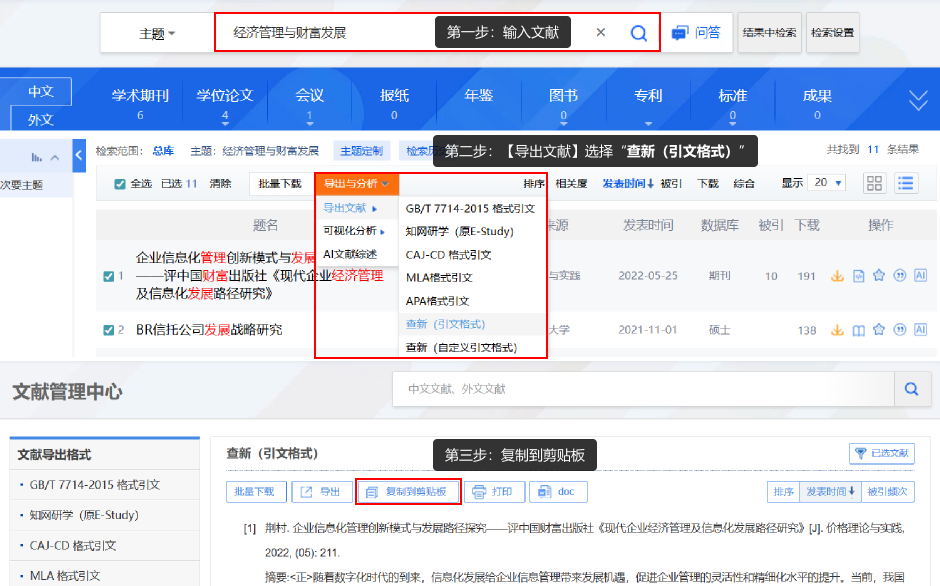 主题 经济管理与财富发展 第一步：输入文献 × 问答 结果中检索 检索设置
中文 学术期刊 学位论文 会议 报纸 年鉴 图书 专利 标准 成果
外文 6 4 1 0 0 0 0
检索范围：总库 主题：经济管理与财富发展 主题定制 检索历 第二步：【导出文献】选择“查新（引文格式）” 共找到 11 条结果
次要主题 全选 已选 11 清除 批量下载 导出与分析 排序 相关度 发表时间↓ 被引 下载 综合 显示 20
题名 来源 发表时间 数据库 被引 下载 操作
导出文献 GB/T 7714-2015 格式引文
可视化分析 知网研学（原E-Study）
AI文献综述 CAJ-CD 格式引文
MLA格式引文
APA格式引文
查新（引文格式）
查新（自定义引文格式）
1 企业信息化管理创新模式与发展
——评中国财富出版社《现代企业经济管理
及信息化发展路径研究》
与实践 2022-05-25 期刊 10 191 AI
2 BR信托公司发展战略研究 大学 2021-11-01 硕士 138 AI
文献管理中心 中文文献、外文文献
文献导出格式
· GB/T 7714-2015 格式引文
· 知网研学（原E-Study）
· CAJ-CD 格式引文
· MLA 格式引文
查新（引文格式） 第三步：复制到剪贴板 已选文献
批量下载 导出 复制到剪贴板 打印 doc 排序 发表时间↓ 被引频次
[1] 荆村. 企业信息化管理创新模式与发展路径探究——评中国财富出版社《现代企业经济管理及信息化发展路径研究》[J]. 价格理论与实践,
2022, (05): 211.
摘要:<正>随着数字化时代的到来，信息化发展给企业信息管理带来发展机遇，促进企业管理的灵活性和精细化水平的提升。当前，我国